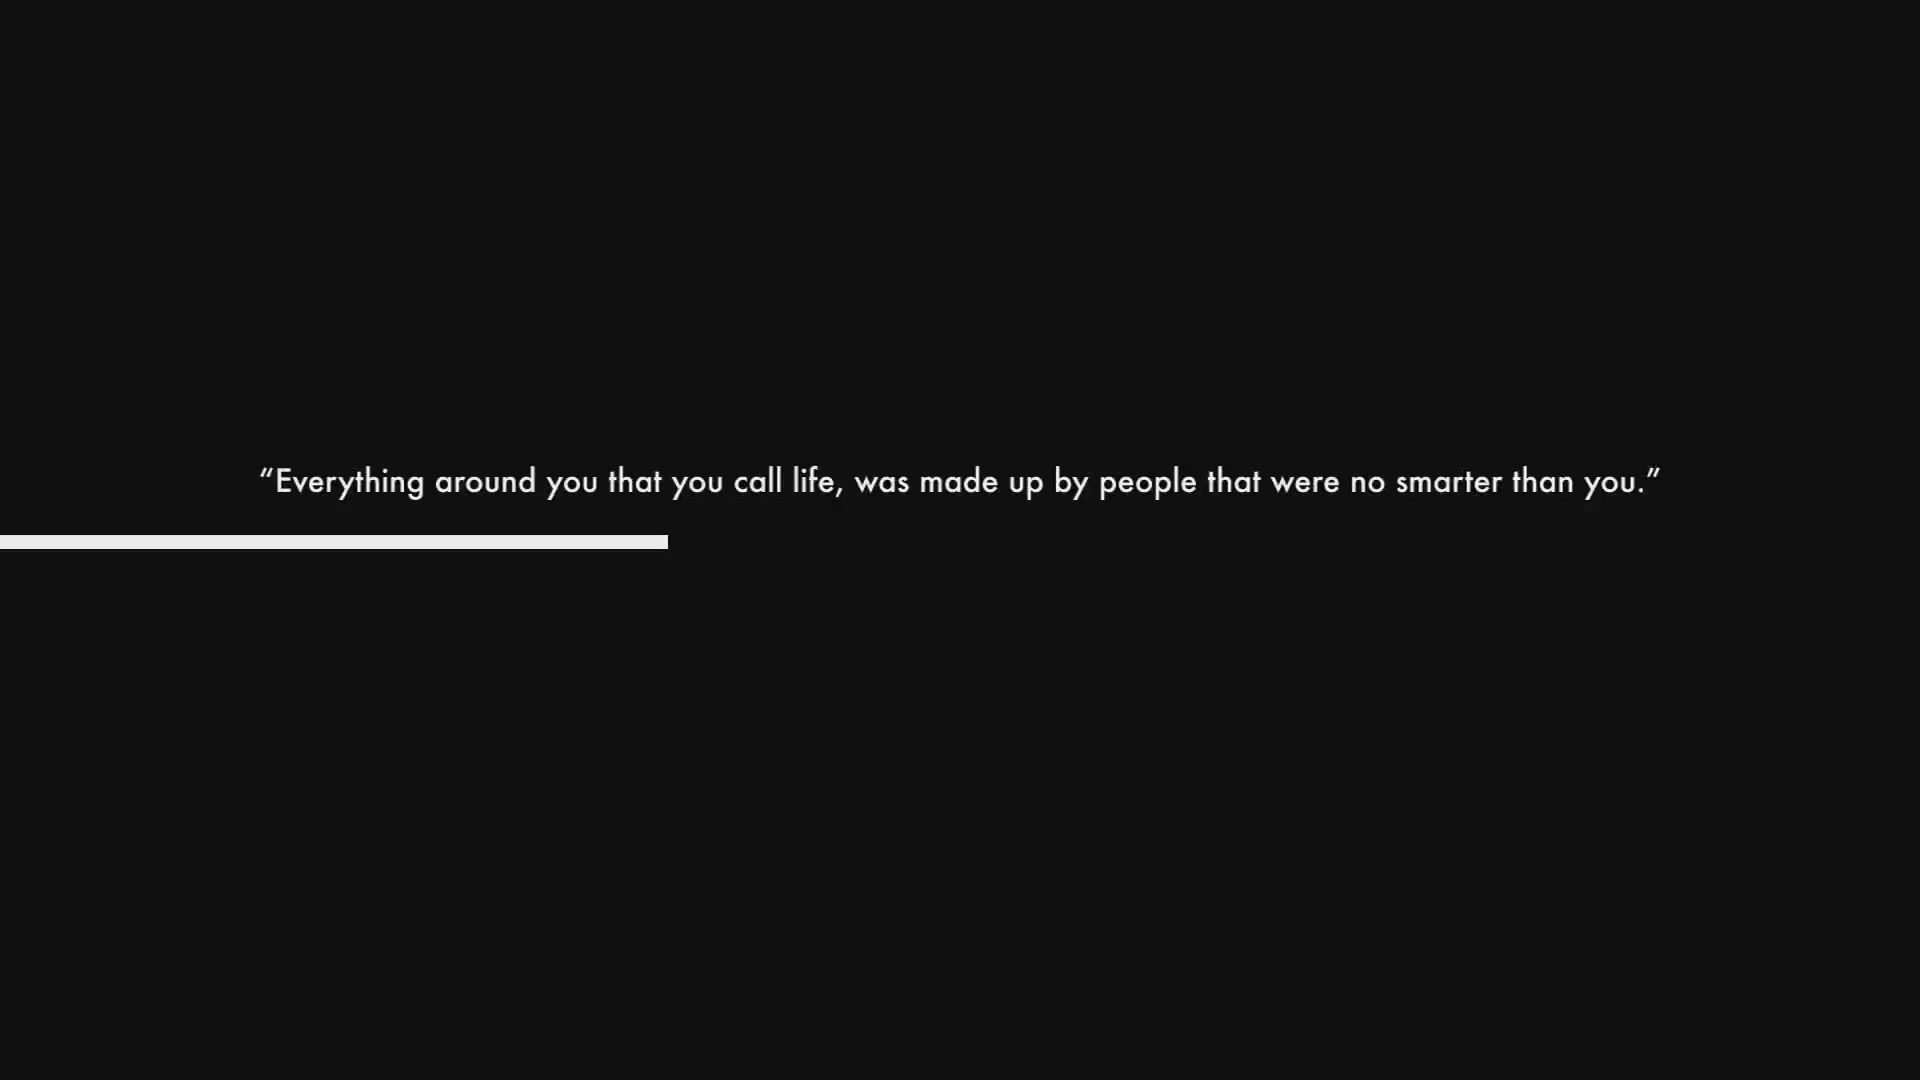 “Everything around you that you call life, was made up by people that were no smarter than you.”